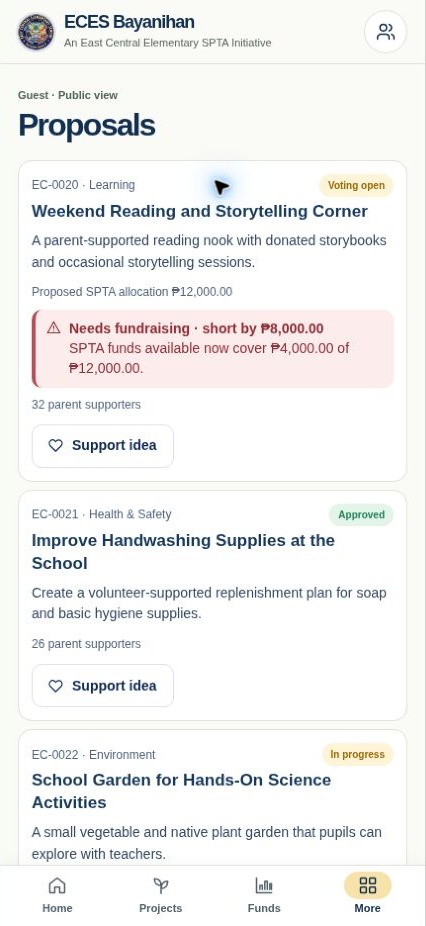 ECES Bayanihan
An East Central Elementary SPTA Initiative
Guest · Public view
Proposals
EC-0020 · Learning
Voting open
Weekend Reading and Storytelling Corner
A parent-supported reading nook with donated storybooks
and occasional storytelling sessions.
Proposed SPTA allocation ₱12,000.00
Needs fundraising · short by ₱8,000.00
SPTA funds available now cover ₱4,000.00 of
₱12,000.00.
32 parent supporters
Support idea
EC-0021 · Health & Safety
Approved
Improve Handwashing Supplies at the
School
Create a volunteer-supported replenishment plan for soap
and basic hygiene supplies.
26 parent supporters
Support idea
EC-0022 · Environment
In progress
School Garden for Hands-On Science
Activities
A small vegetable and native plant garden that pupils can
explore with teachers.
Home
Projects
Funds
More